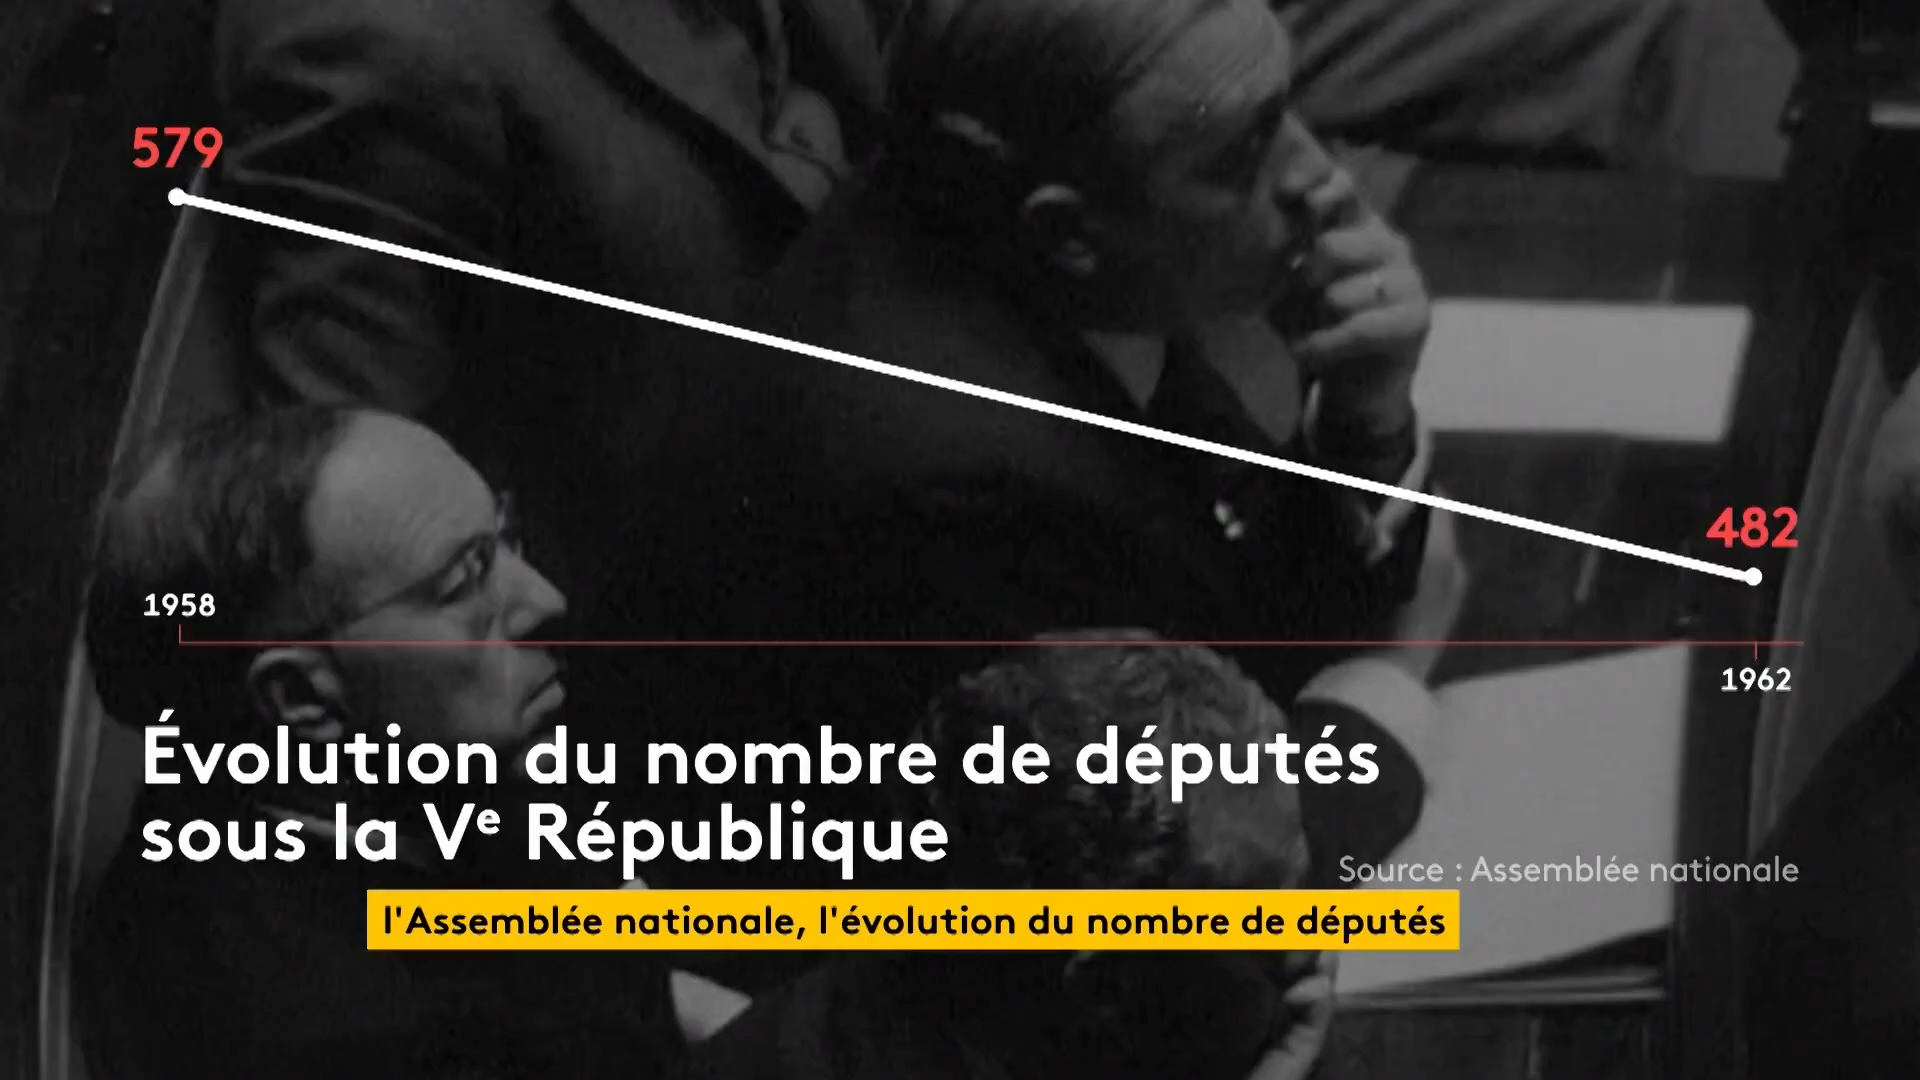 579
482
1958
1962
Évolution du nombre de députés
sous la Vᵉ République
Source : Assemblée nationale
l'Assemblée nationale, l'évolution du nombre de députés